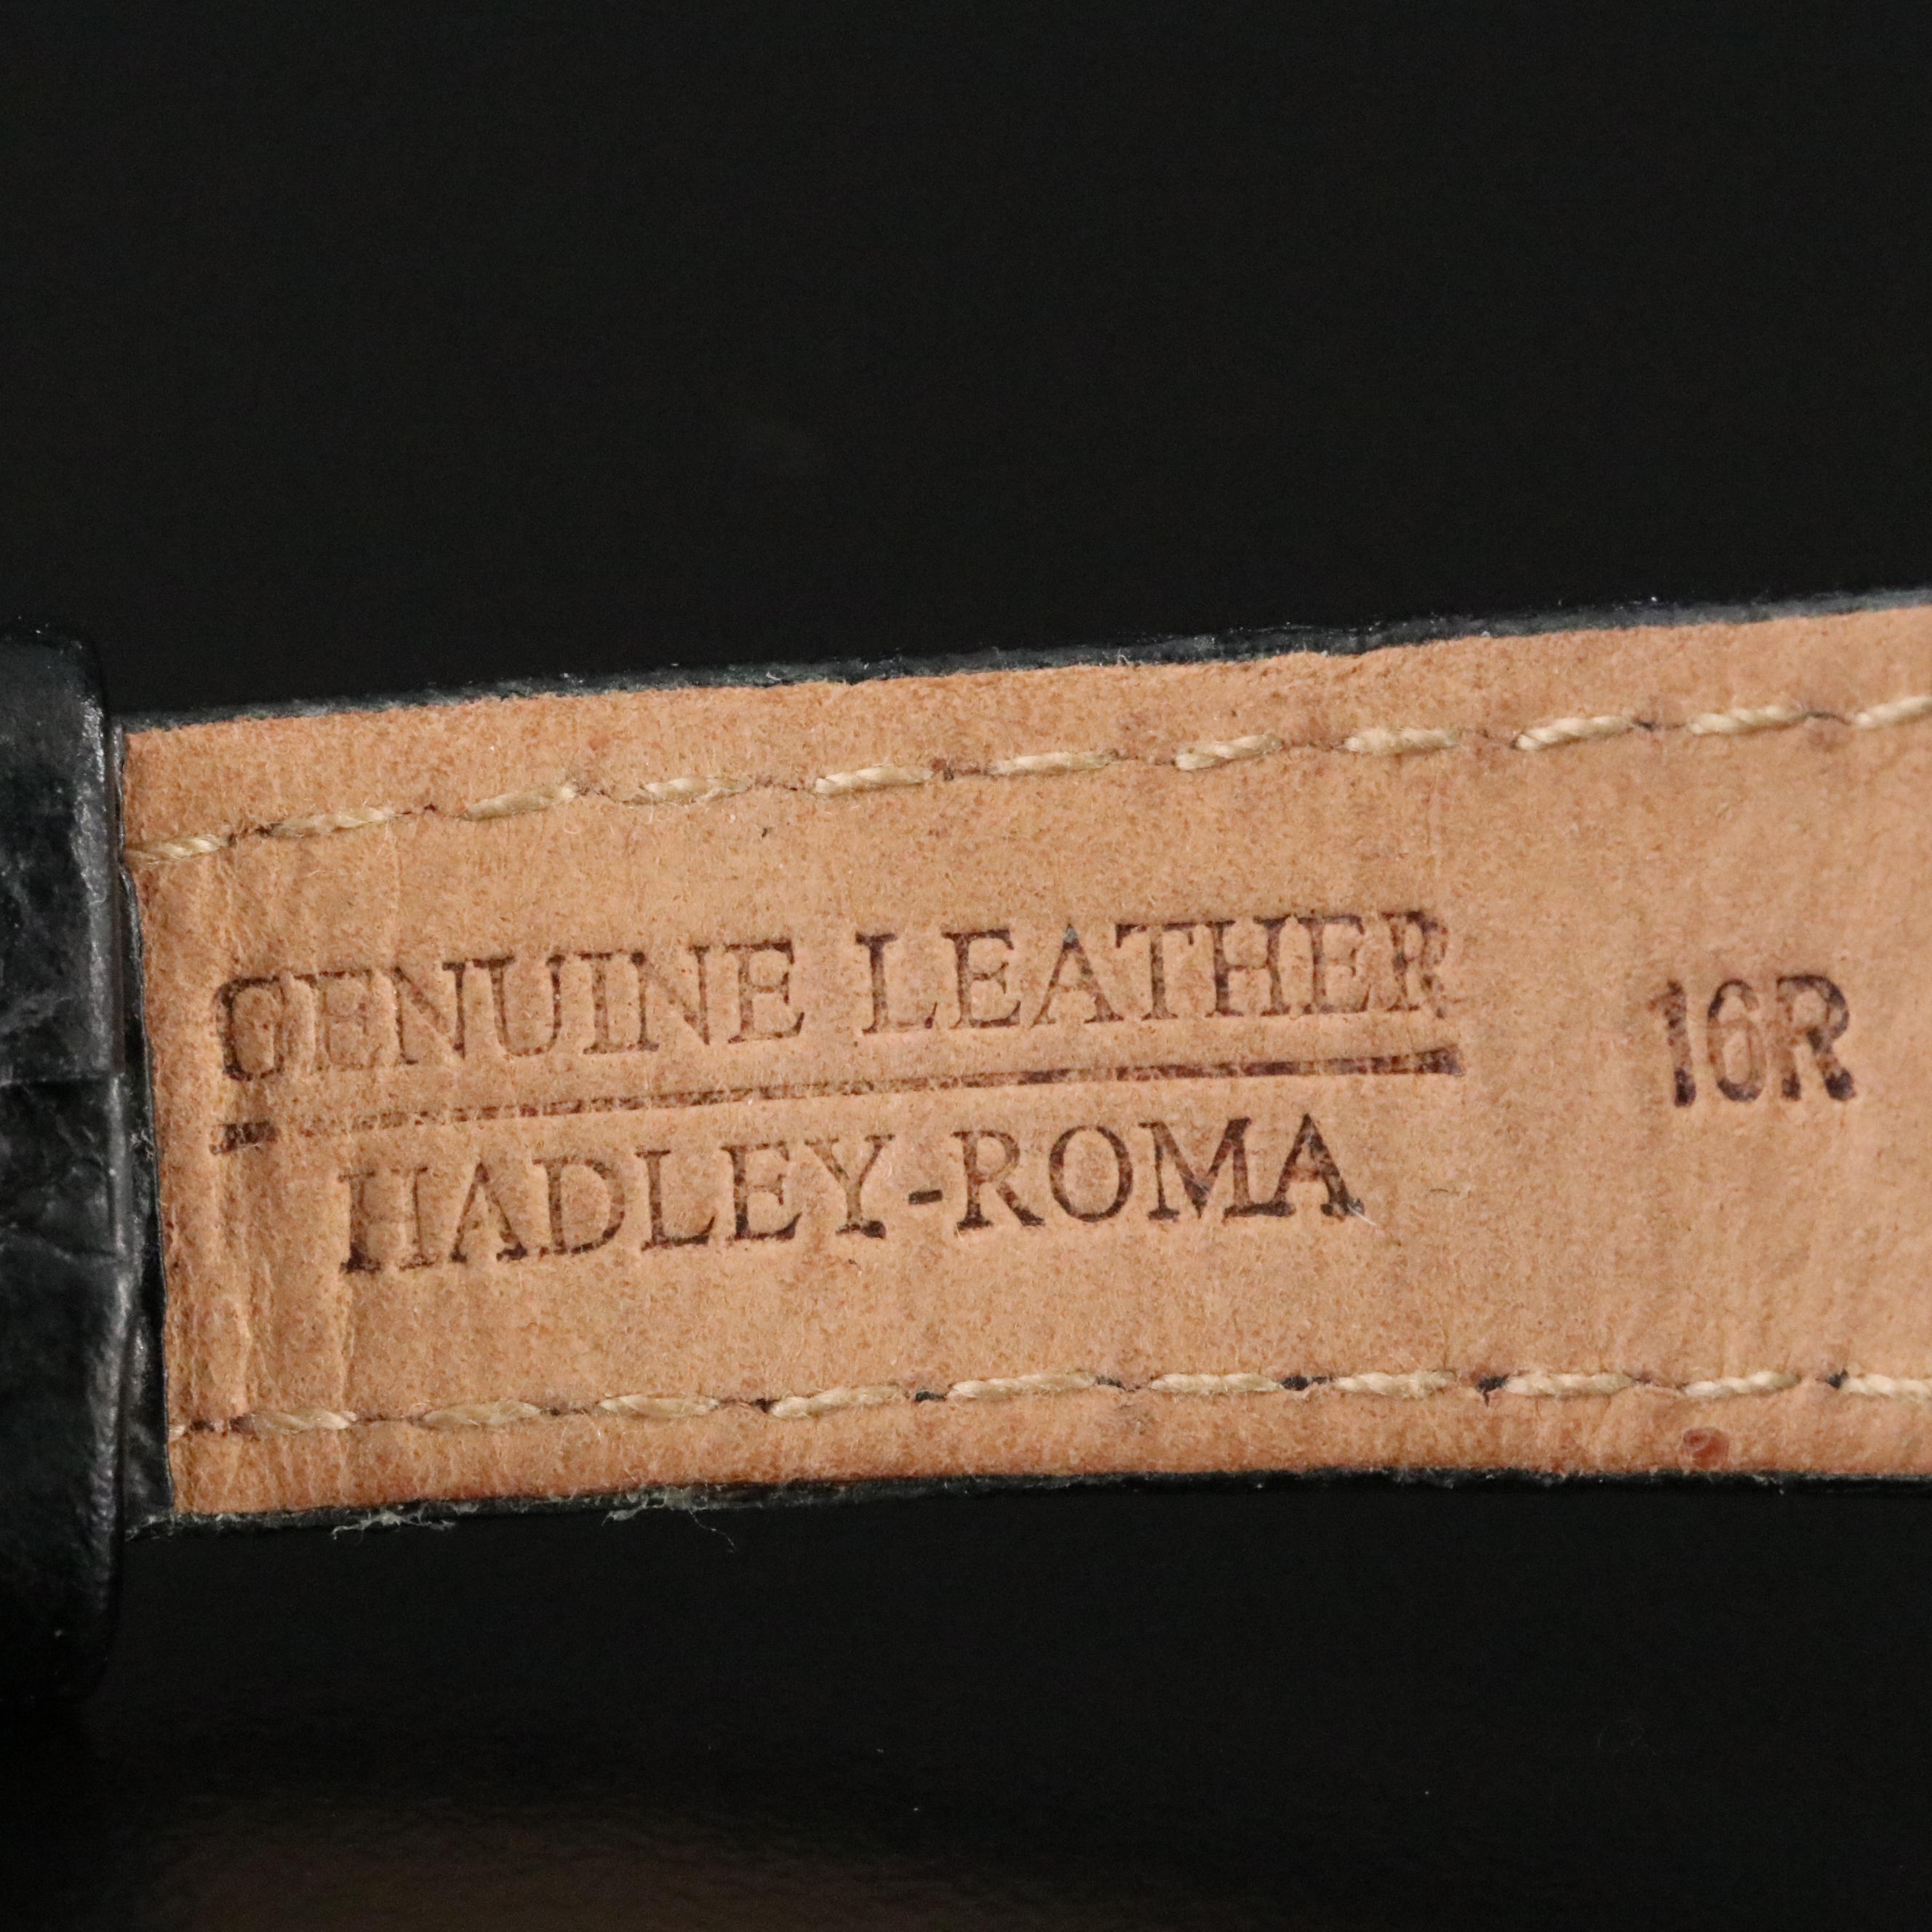 GENUINE LEATHER
HADLEY-ROMA
16R